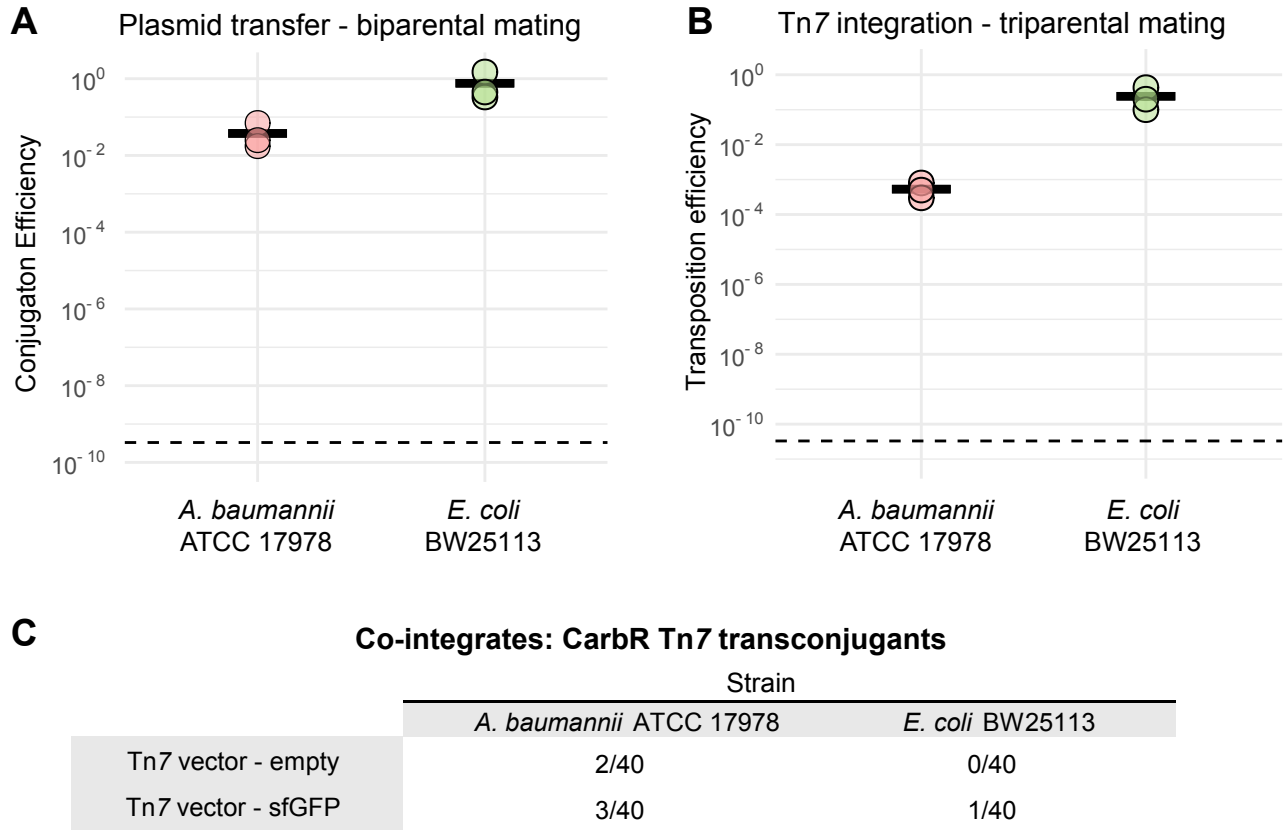 A
Plasmid transfer - biparental mating
Conjugaton Efficiency
10^0
10^-2
10^-4
10^-6
10^-8
10^-10
A. baumannii
ATCC 17978
E. coli
BW25113
B
Tn7 integration - triparental mating
Transposition efficiency
10^0
10^-2
10^-4
10^-6
10^-8
10^-10
A. baumannii
ATCC 17978
E. coli
BW25113
C
Co-integrates: CarbR Tn7 transconjugants
Strain
A. baumannii ATCC 17978 E. coli BW25113
Tn7 vector - empty 2/40 0/40
Tn7 vector - sfGFP 3/40 1/40